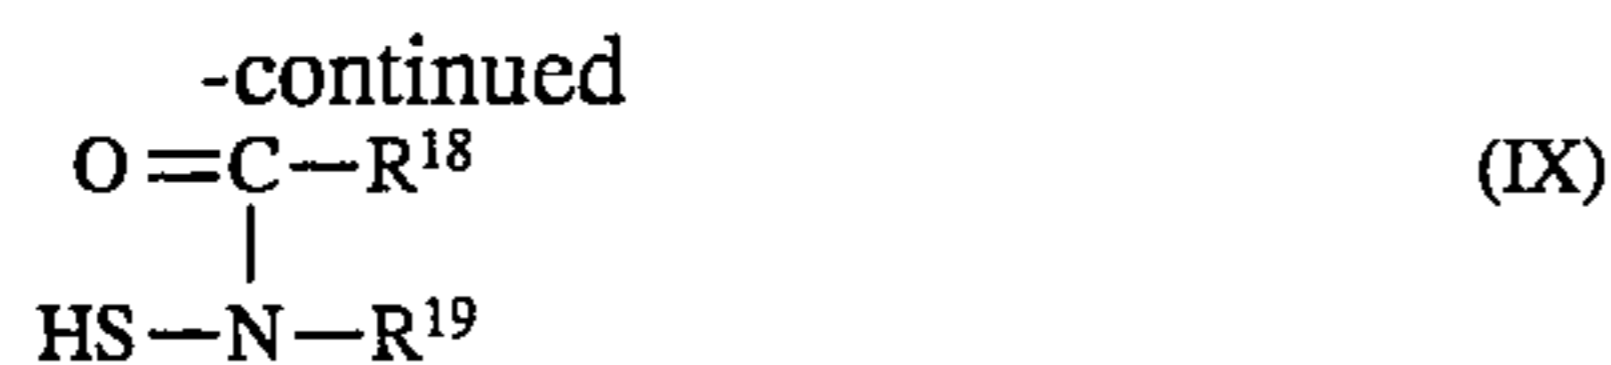 -continued
O=C—R¹⁸ (IX)
HS—N—R¹⁹